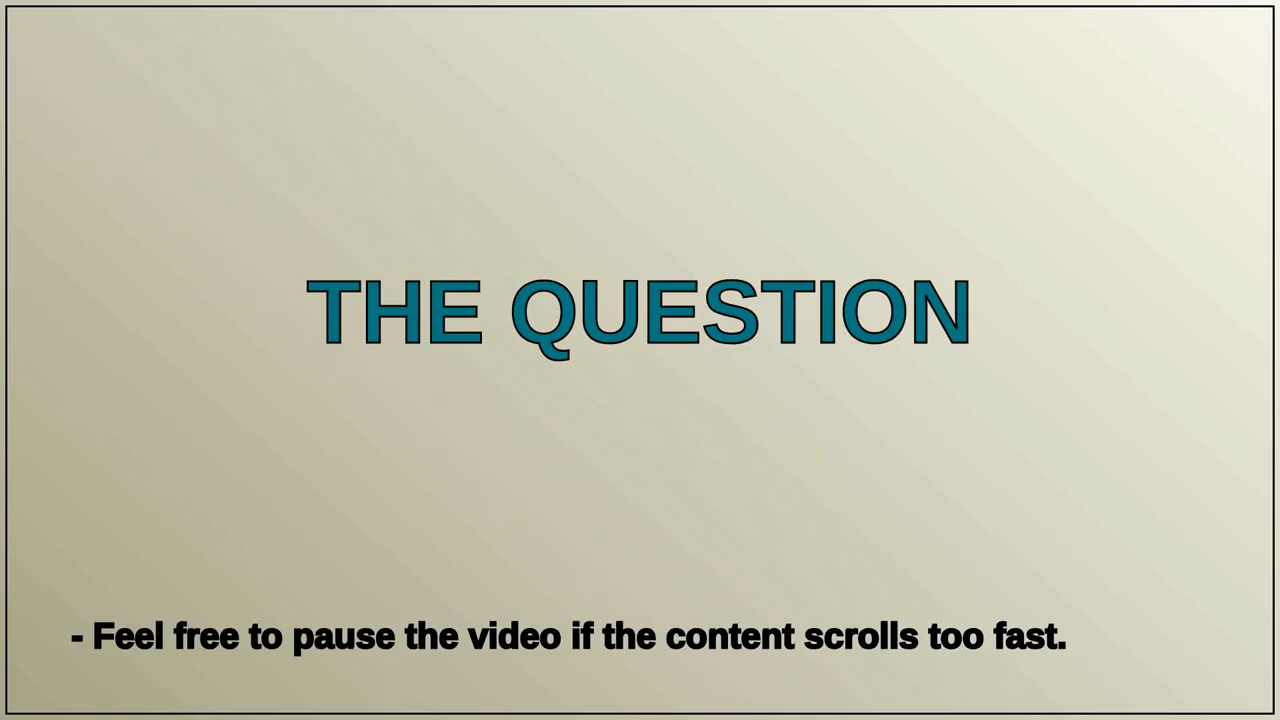 THE QUESTION
- Feel free to pause the video if the content scrolls too fast.